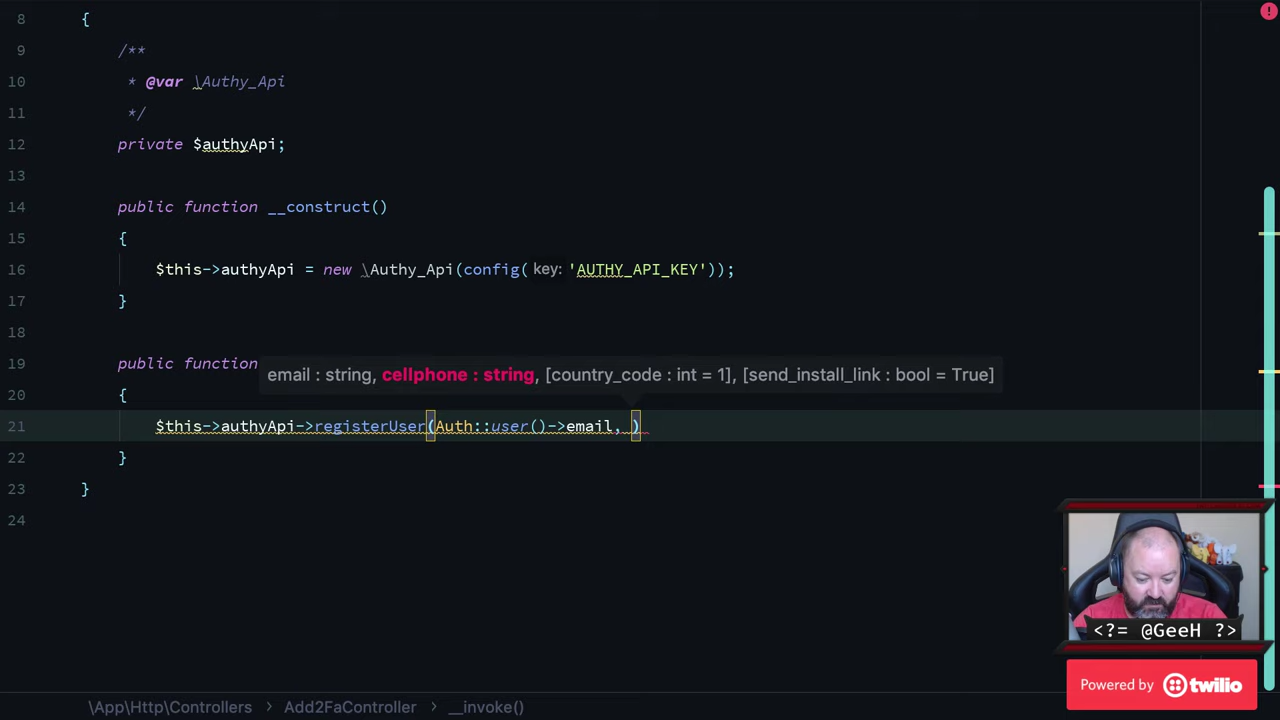 8 {
9 /**
10 * @var \Authy_Api
11 */
12 private $authyApi;
13
14 public function __construct()
15 {
16 $this->authyApi = new \Authy_Api(config( key: 'AUTHY_API_KEY'));
17 }
18
19 public function
email : string, cellphone : string, [country_code : int = 1], [send_install_link : bool = True]
20 {
21 $this->authyApi->registerUser(Auth::user()->email, )
22 }
23 }
24
<?= @GeeH ?>
Powered by twilio
\App\Http\Controllers > Add2FaController > __invoke()